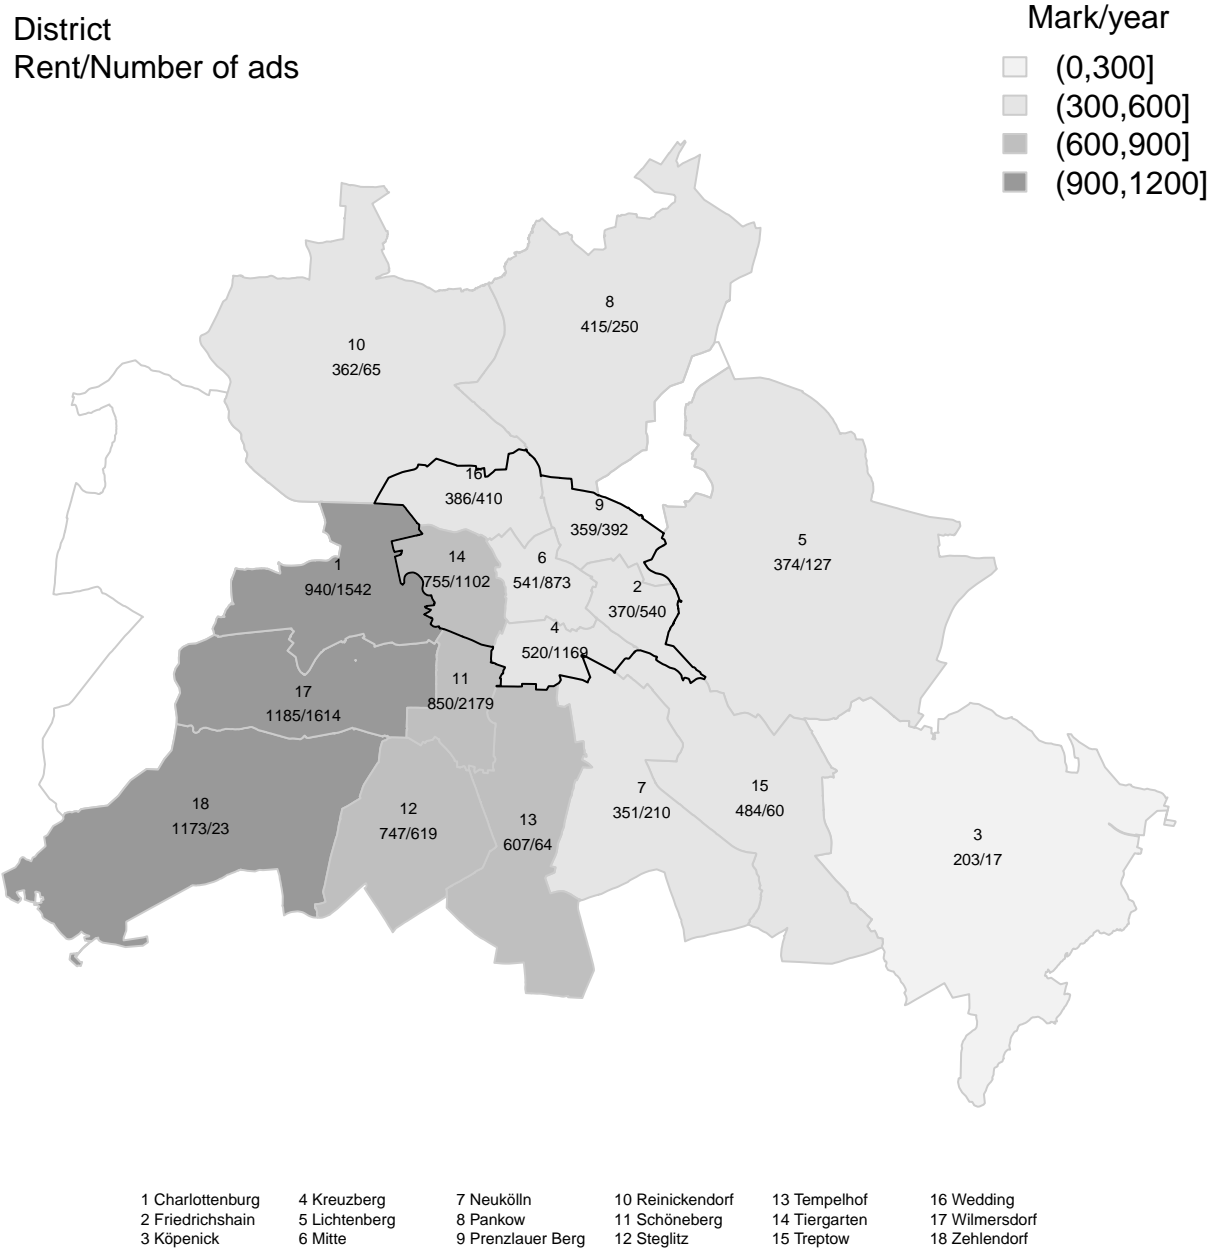 District
Rent/Number of ads
Mark/year
(0,300]
(300,600]
(600,900]
(900,1200]
8
415/250
10
362/65
16
386/410
9
359/392
5
374/127
1
940/1542
14
755/1102
6
541/873
2
370/540
4
520/1169
11
850/2179
17
1185/1614
7
351/210
15
484/60
18
1173/23
12
747/619
13
607/64
3
203/17
1 Charlottenburg
2 Friedrichshain
3 Köpenick
4 Kreuzberg
5 Lichtenberg
6 Mitte
7 Neukölln
8 Pankow
9 Prenzlauer Berg
10 Reinickendorf
11 Schöneberg
12 Steglitz
13 Tempelhof
14 Tiergarten
15 Treptow
16 Wedding
17 Wilmersdorf
18 Zehlendorf